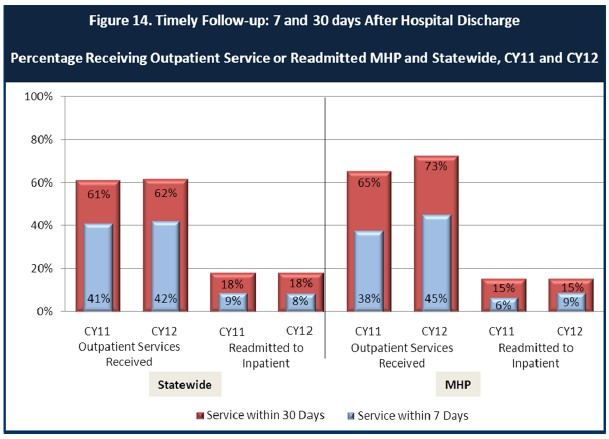 Figure 14. Timely Follow-up: 7 and 30 days After Hospital Discharge
Percentage Receiving Outpatient Service or Readmitted MHP and Statewide, CY11 and CY12
100%
80%
60%
40%
20%
0%
61%
62%
18%
18%
65%
73%
15%
15%
41%
42%
9%
8%
38%
45%
6%
9%
CY11
CY12
CY11
CY12
CY11
CY12
CY11
CY12
Outpatient Services
Received
Readmitted to
Inpatient
Outpatient Services
Received
Readmitted to
Inpatient
Statewide
MHP
Service within 30 Days
Service within 7 Days